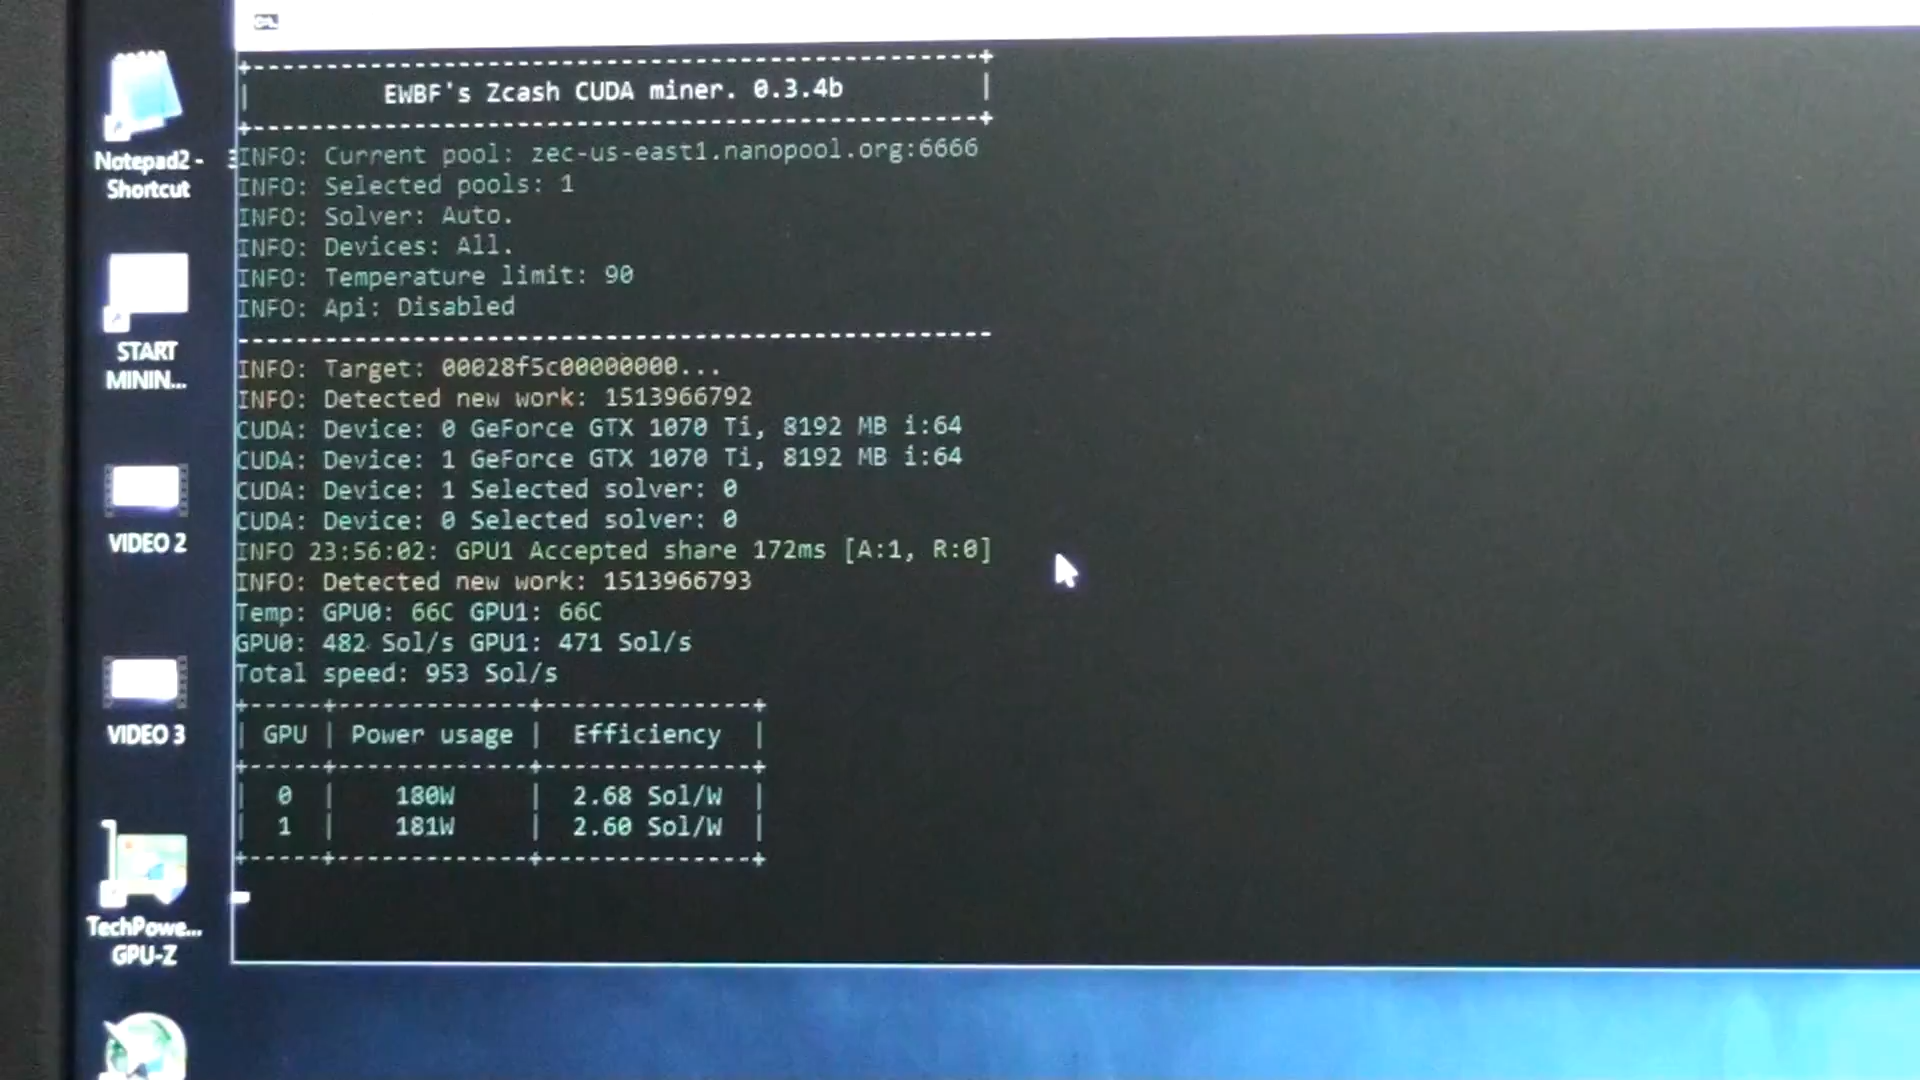 +--------------------------------------------------+
| EWBF's Zcash CUDA miner. 0.3.4b |
+--------------------------------------------------+
INFO: Current pool: zec-us-east1.nanopool.org:6666
INFO: Selected pools: 1
INFO: Solver: Auto.
INFO: Devices: All.
INFO: Temperature limit: 90
INFO: Api: Disabled
---------------------------------------------------
INFO: Target: 00028f5c00000000...
INFO: Detected new work: 1513966792
CUDA: Device: 0 GeForce GTX 1070 Ti, 8192 MB i:64
CUDA: Device: 1 GeForce GTX 1070 Ti, 8192 MB i:64
CUDA: Device: 1 Selected solver: 0
CUDA: Device: 0 Selected solver: 0
INFO 23:56:02: GPU1 Accepted share 172ms [A:1, R:0]
INFO: Detected new work: 1513966793
Temp: GPU0: 66C GPU1: 66C
GPU0: 482 Sol/s GPU1: 471 Sol/s
Total speed: 953 Sol/s
+-----+-------------+--------------+
| GPU | Power usage | Efficiency |
+-----+-------------+--------------+
| 0 | 180W | 2.68 Sol/W |
| 1 | 181W | 2.60 Sol/W |
+-----+-------------+--------------+
Notepad2 -
Shortcut
START
MININ...
VIDEO 2
VIDEO 3
TechPowe...
GPU-Z